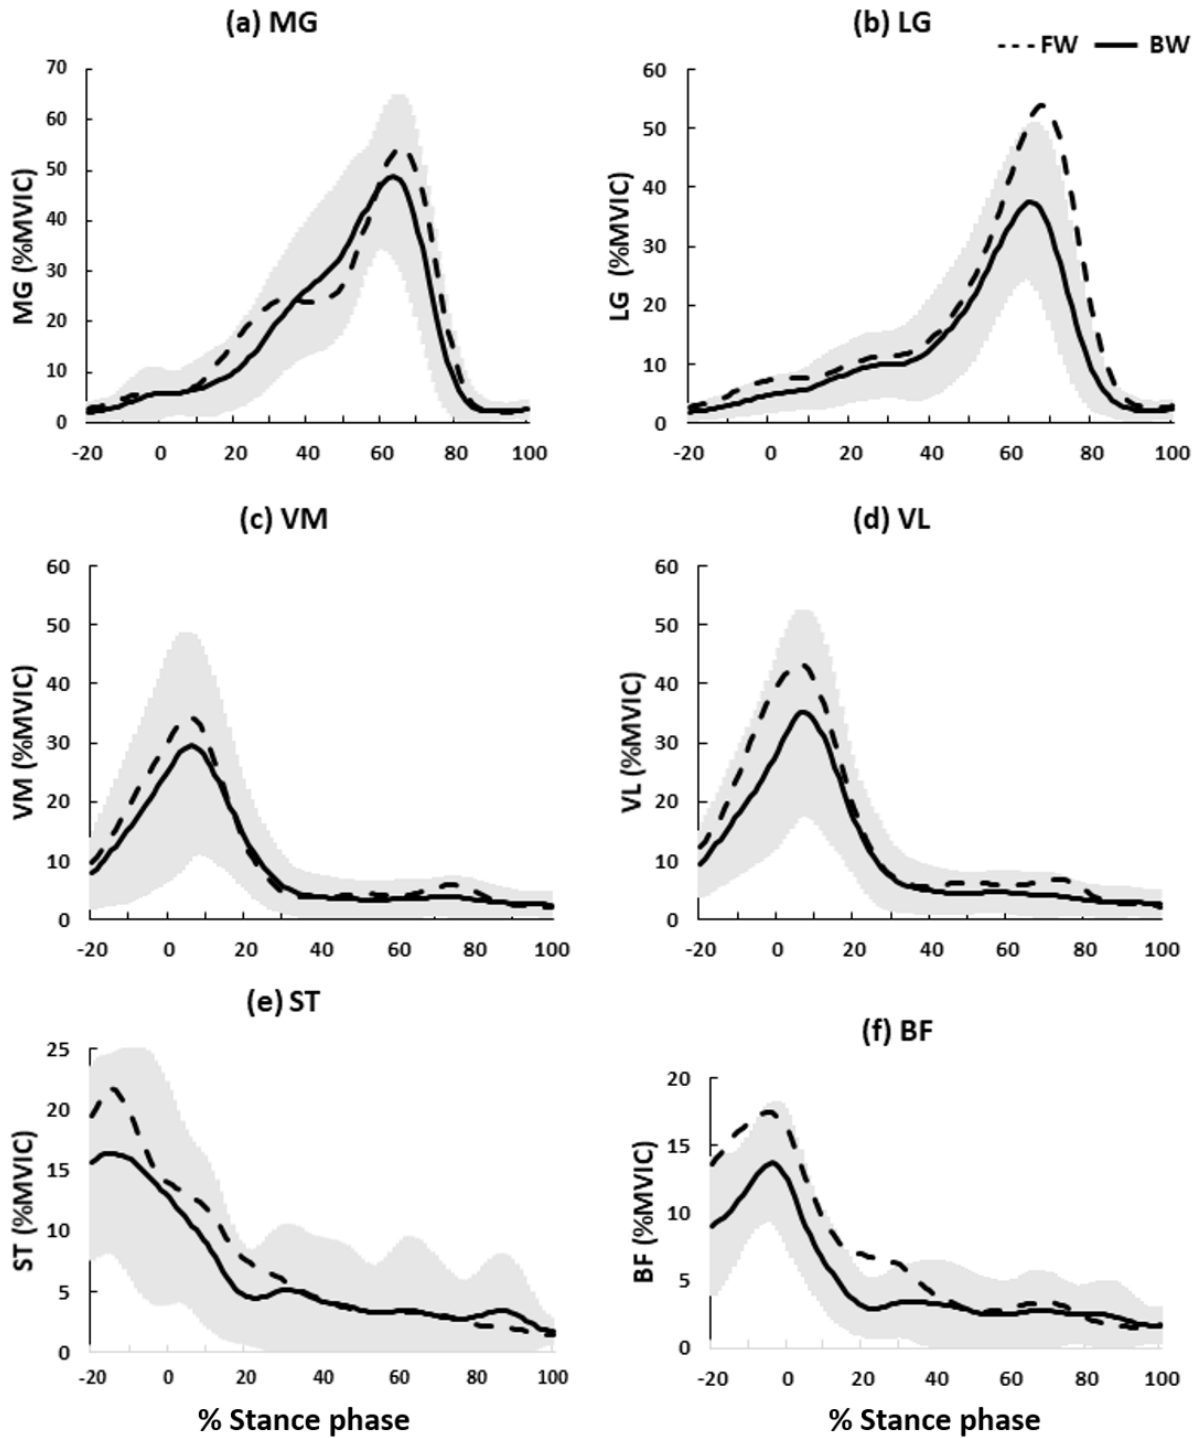 (a) MG
(b) LG
FW BW
MG (%MVIC)
70
60
50
40
30
20
10
0
-20 0 20 40 60 80 100
LG (%MVIC)
60
50
40
30
20
10
0
-20 0 20 40 60 80 100
(c) VM
(d) VL
VM (%MVIC)
60
50
40
30
20
10
0
-20 0 20 40 60 80 100
VL (%MVIC)
60
50
40
30
20
10
0
-20 0 20 40 60 80 100
(e) ST
(f) BF
ST (%MVIC)
25
20
15
10
5
0
-20 0 20 40 60 80 100
% Stance phase
BF (%MVIC)
20
15
10
5
0
-20 0 20 40 60 80 100
% Stance phase